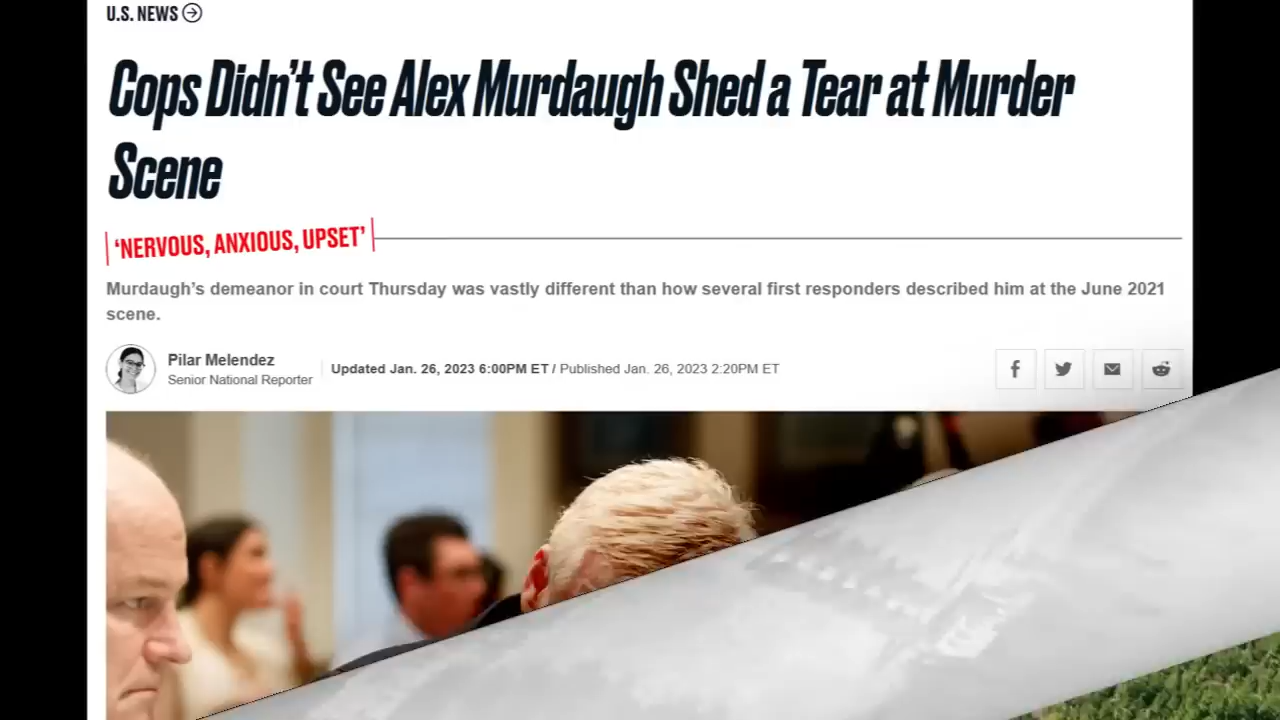 U.S. NEWS
Cops Didn't See Alex Murdaugh Shed a Tear at Murder
Scene
'NERVOUS, ANXIOUS, UPSET'
Murdaugh's demeanor in court Thursday was vastly different than how several first responders described him at the June 2021
scene.
Pilar Melendez
Senior National Reporter
Updated Jan. 26, 2023 6:00PM ET / Published Jan. 26, 2023 2:20PM ET